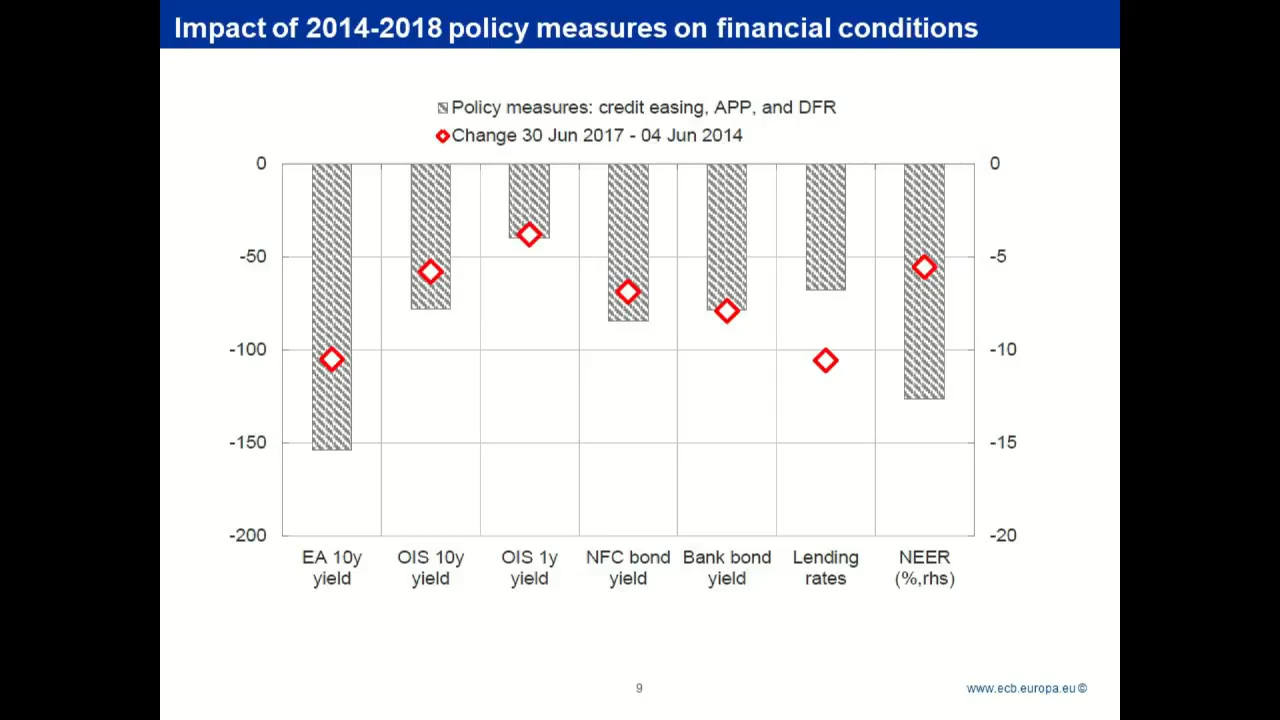 Impact of 2014-2018 policy measures on financial conditions
Policy measures: credit easing, APP, and DFR
Change 30 Jun 2017 - 04 Jun 2014
0 0
-50 -5
-100 -10
-150 -15
-200 -20
EA 10y OIS 10y OIS 1y NFC bond Bank bond Lending NEER
yield yield yield yield yield rates (%,rhs)
9 www.ecb.europa.eu ©